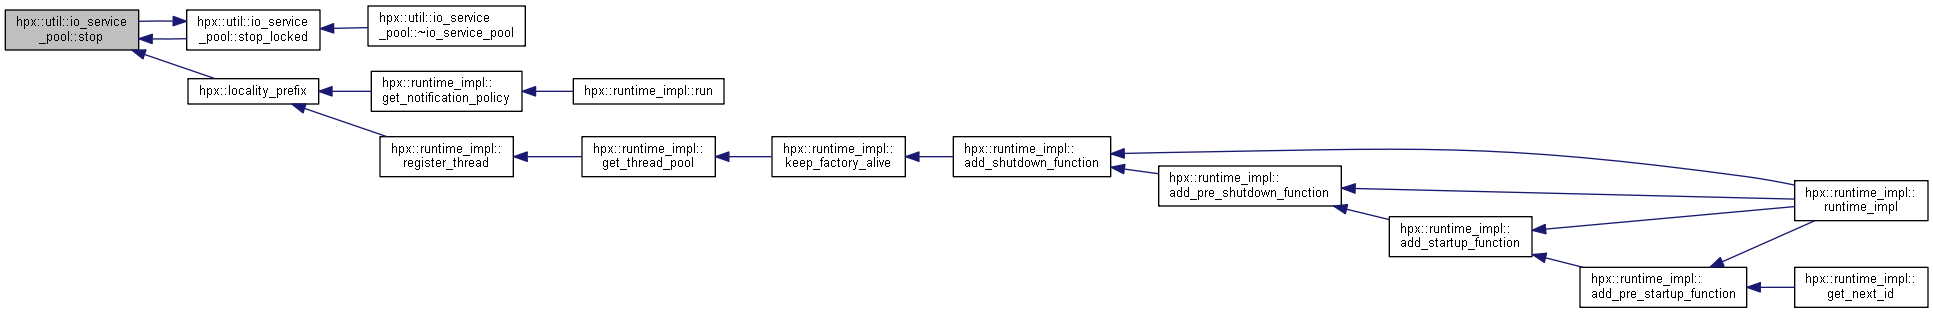 hpx::util::io_service
_pool::stop
hpx::util::io_service
_pool::stop_locked
hpx::util::io_service
_pool::~io_service_pool
hpx::locality_prefix
hpx::runtime_impl::
get_notification_policy
hpx::runtime_impl::run
hpx::runtime_impl::
register_thread
hpx::runtime_impl::
get_thread_pool
hpx::runtime_impl::
keep_factory_alive
hpx::runtime_impl::
add_shutdown_function
hpx::runtime_impl::
add_pre_shutdown_function
hpx::runtime_impl::
runtime_impl
hpx::runtime_impl::
add_startup_function
hpx::runtime_impl::
add_pre_startup_function
hpx::runtime_impl::
get_next_id